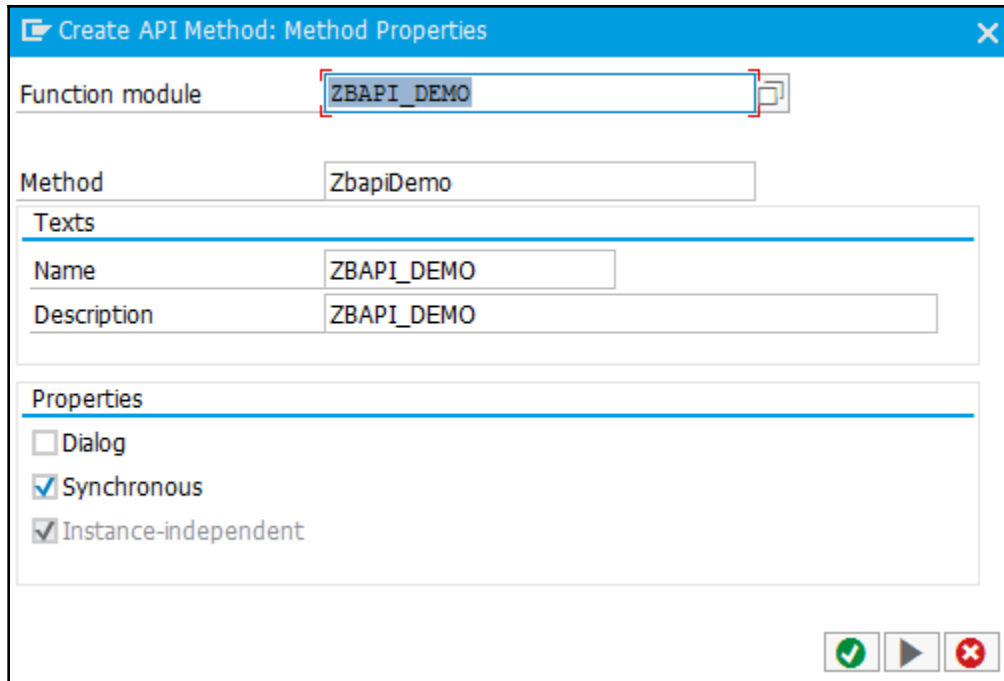 Create API Method: Method Properties
Function module ZBAPI_DEMO
Method ZbapiDemo
Texts
Name ZBAPI_DEMO
Description ZBAPI_DEMO
Properties
Dialog
Synchronous
Instance-independent